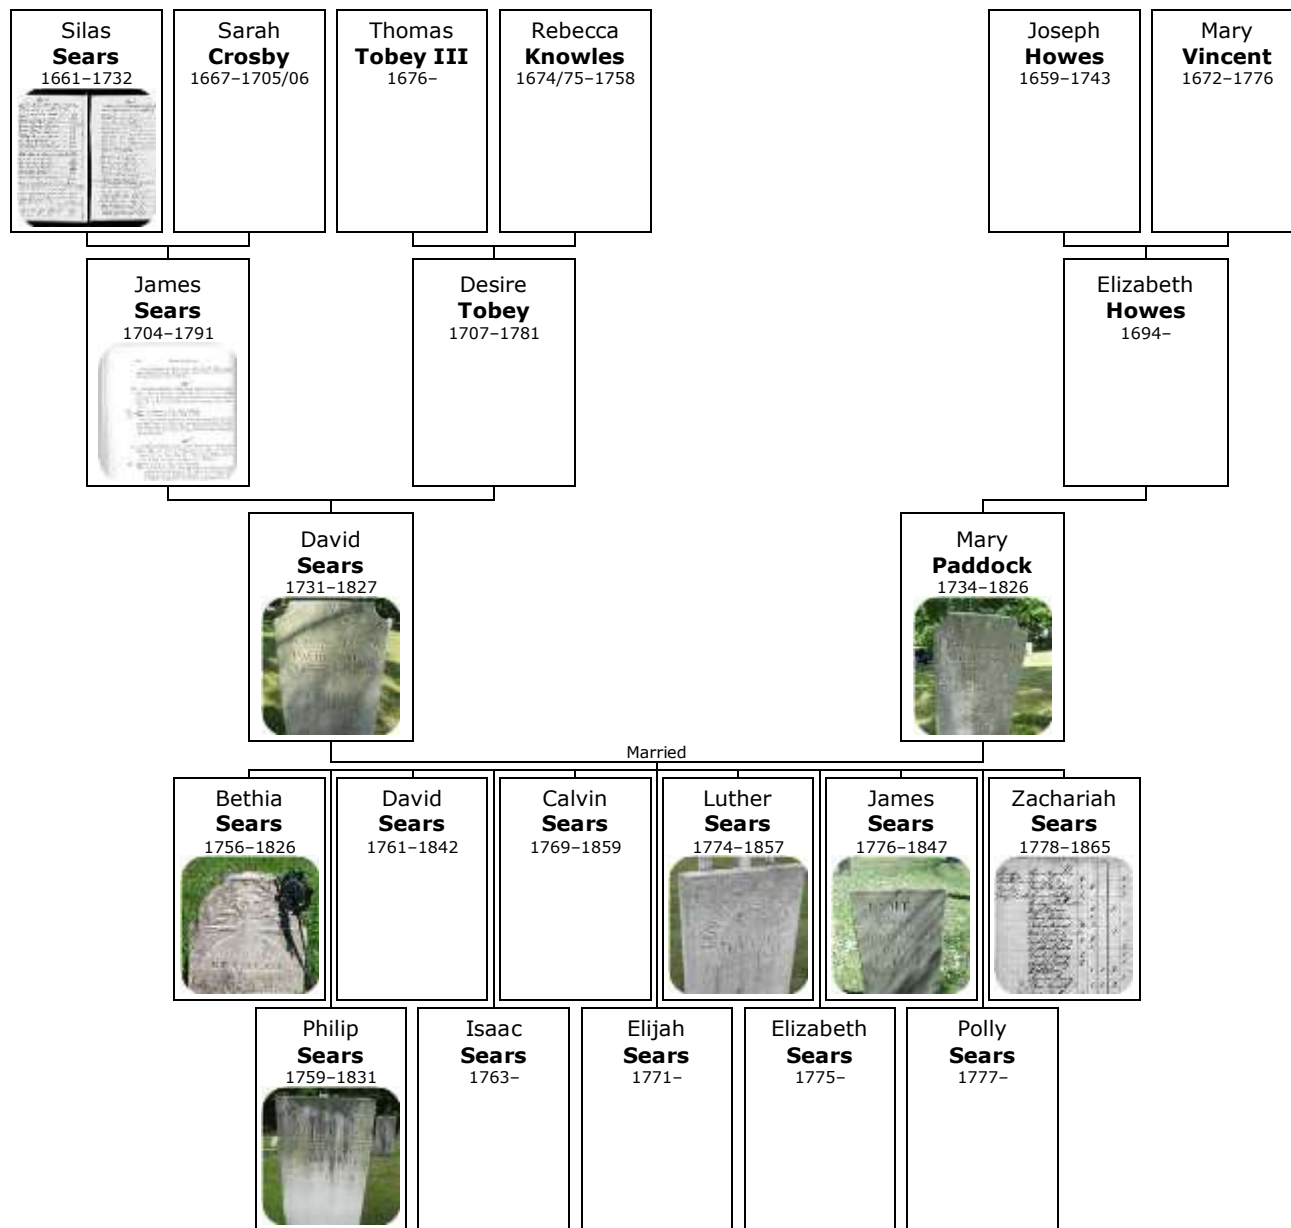 Silas
Sears
1661–1732
Sarah
Crosby
1667–1705/06
Thomas
Tobey III
1676–
Rebecca
Knowles
1674/75–1758
Joseph
Howes
1659–1743
Mary
Vincent
1672–1776
James
Sears
1704–1791
Desire
Tobey
1707–1781
Elizabeth
Howes
1694–
David
Sears
1731–1827
Mary
Paddock
1734–1826
Married
Bethia
Sears
1756–1826
David
Sears
1761–1842
Calvin
Sears
1769–1859
Luther
Sears
1774–1857
James
Sears
1776–1847
Zachariah
Sears
1778–1865
Philip
Sears
1759–1831
Isaac
Sears
1763–
Elijah
Sears
1771–
Elizabeth
Sears
1775–
Polly
Sears
1777–